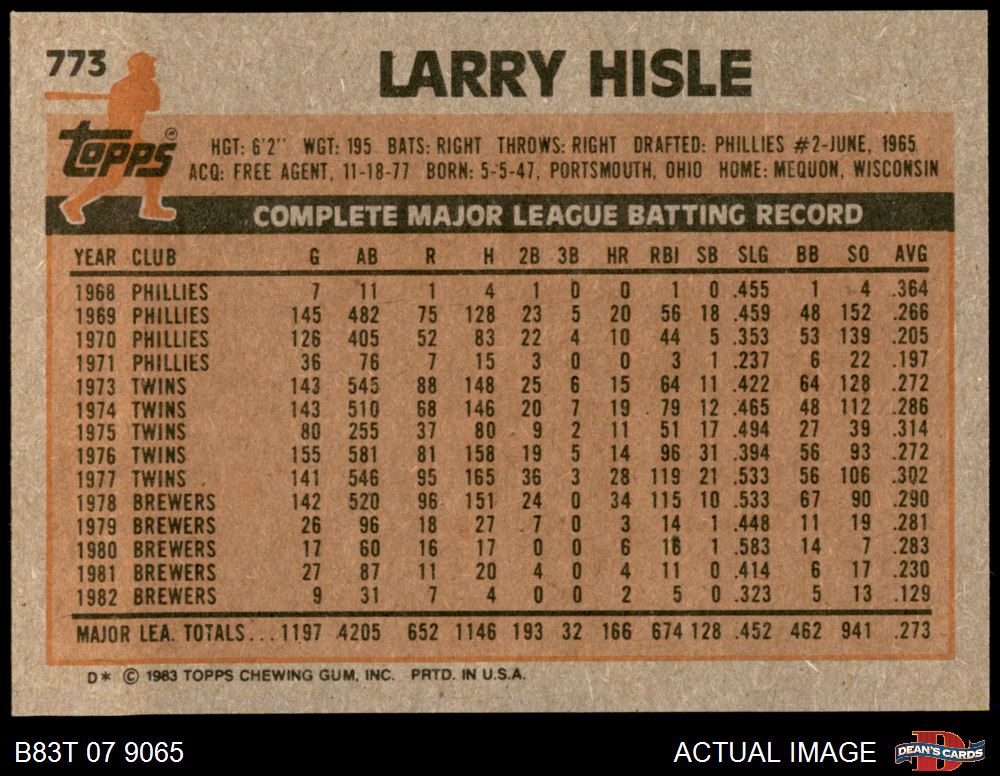 773
LARRY HISLE
Topps®
HGT: 6'2'' WGT: 195 BATS: RIGHT THROWS: RIGHT DRAFTED: PHILLIES #2-JUNE, 1965
ACQ: FREE AGENT, 11-18-77 BORN: 5-5-47, PORTSMOUTH, OHIO HOME: MEQUON, WISCONSIN
COMPLETE MAJOR LEAGUE BATTING RECORD
YEAR CLUB G AB R H 2B 3B HR RBI SB SLG BB SO AVG
1968 PHILLIES 7 11 1 4 1 0 0 1 0 .455 1 4 .364
1969 PHILLIES 145 482 75 128 23 5 20 56 18 .459 48 152 .266
1970 PHILLIES 126 405 52 83 22 4 10 44 5 .353 53 139 .205
1971 PHILLIES 36 76 7 15 3 0 0 3 1 .237 6 22 .197
1973 TWINS 143 545 88 148 25 6 15 64 11 .422 64 128 .272
1974 TWINS 143 510 68 146 20 7 19 79 12 .465 48 112 .286
1975 TWINS 80 255 37 80 9 2 11 51 17 .494 27 39 .314
1976 TWINS 155 581 81 158 19 5 14 96 31 .394 56 93 .272
1977 TWINS 141 546 95 165 36 3 28 119 21 .533 56 106 .302
1978 BREWERS 142 520 96 151 24 0 34 115 10 .533 67 90 .290
1979 BREWERS 26 96 18 27 7 0 3 14 1 .448 11 19 .281
1980 BREWERS 17 60 16 17 0 0 6 16 1 .583 14 7 .283
1981 BREWERS 27 87 11 20 4 0 4 11 0 .414 6 17 .230
1982 BREWERS 9 31 7 4 0 0 2 5 0 .323 5 13 .129
MAJOR LEA. TOTALS... 1197 4205 652 1146 193 32 166 674 128 .452 462 941 .273
D* © 1983 TOPPS CHEWING GUM, INC. PRTD. IN U.S.A.
B83T 07 9065
ACTUAL IMAGE
D
DEAN'S CARDS